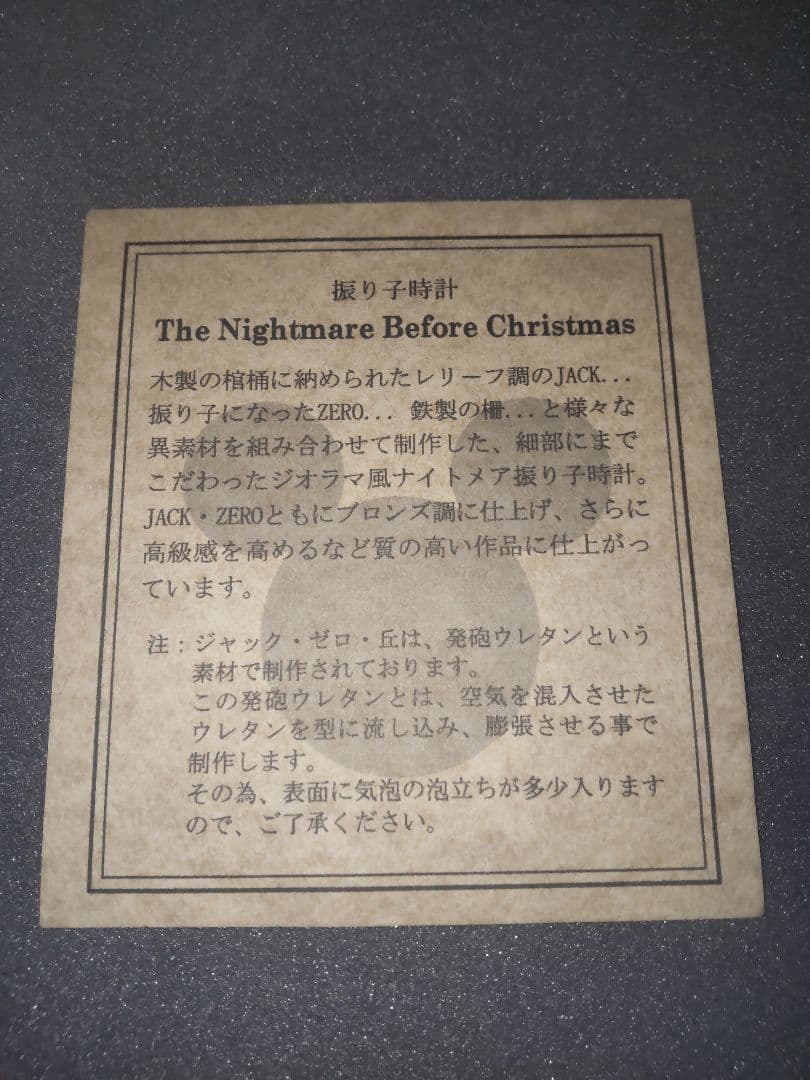 振り子時計
The Nightmare Before Christmas
木製の棺桶に納められたレリーフ調のJACK...
振り子になったZERO... 鉄製の柵...と様々な
異素材を組み合わせて制作した、細部にまで
こだわったジオラマ風ナイトメア振り子時計。
JACK・ZEROともにブロンズ調に仕上げ、さらに
高級感を高めるなど質の高い作品に仕上がっ
ています。
注：ジャック・ゼロ・丘は、発砲ウレタンという
素材で制作されております。
この発砲ウレタンとは、空気を混入させた
ウレタンを型に流し込み、膨張させる事で
制作します。
その為、表面に気泡の泡立ちが多少入ります
ので、ご了承ください。